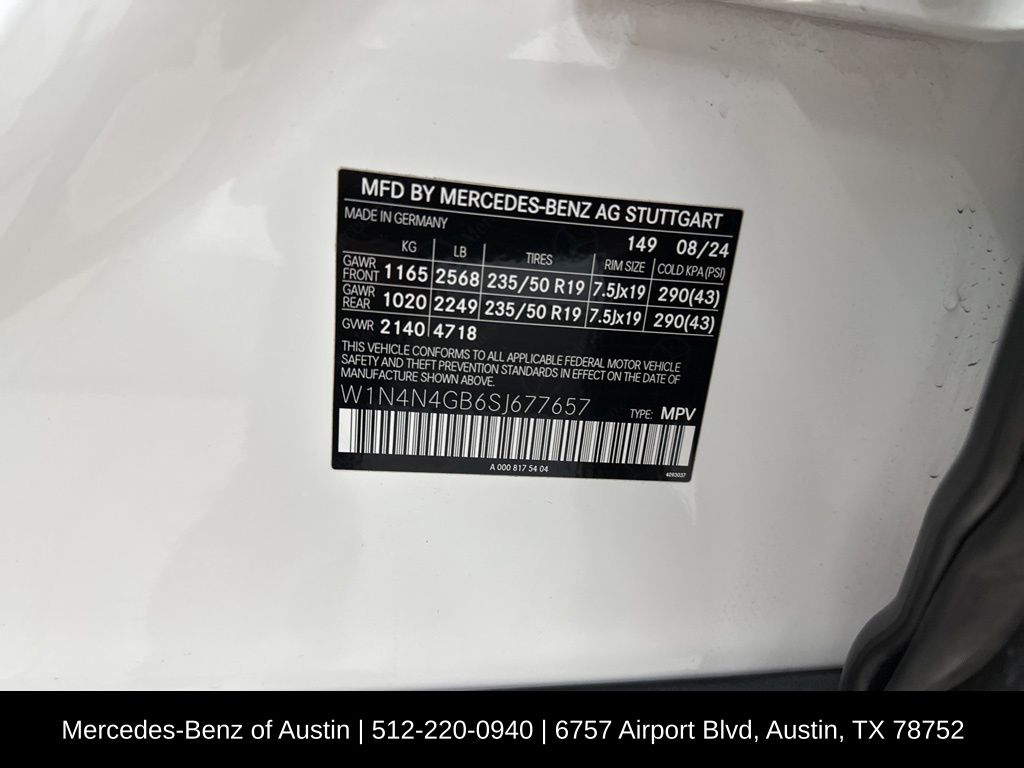 MFD BY MERCEDES-BENZ AG STUTTGART
MADE IN GERMANY 149 08/24
KG LB TIRES RIM SIZE COLD KPA (PSI)
GAWR FRONT 1165 2568 235/50 R19 7.5Jx19 290(43)
GAWR REAR 1020 2249 235/50 R19 7.5Jx19 290(43)
GVWR 2140 4718
THIS VEHICLE CONFORMS TO ALL APPLICABLE FEDERAL MOTOR VEHICLE
SAFETY AND THEFT PREVENTION STANDARDS IN EFFECT ON THE DATE OF
MANUFACTURE SHOWN ABOVE.
W1N4N4GB6SJ677657 TYPE: MPV
A 000 817 54 04 4093037
Mercedes-Benz of Austin | 512-220-0940 | 6757 Airport Blvd, Austin, TX 78752